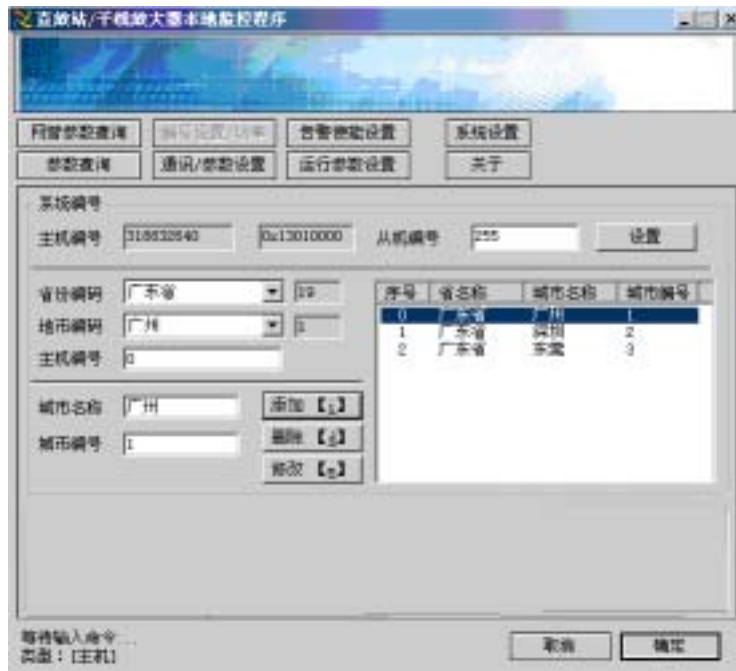 直放站/干线放大器本地监控程序
网管参数查询 编号设置/功率 告警使能设置 系统设置
参数查询 通讯/参数设置 运行参数设置 关于
系统编号
主机编号 318832640 0x13010000 从机编号 255 设置
省份编码 广东省 19
地市编码 广州 1
主机编号 0
序号 省名称 城市名称 城市编号
0 广东省 广州 1
1 广东省 深圳 2
2 广东省 东莞 3
城市名称 广州 添加
城市编号 1 删除
修改
等待输入命令...
类型：[主机]
取消 确定